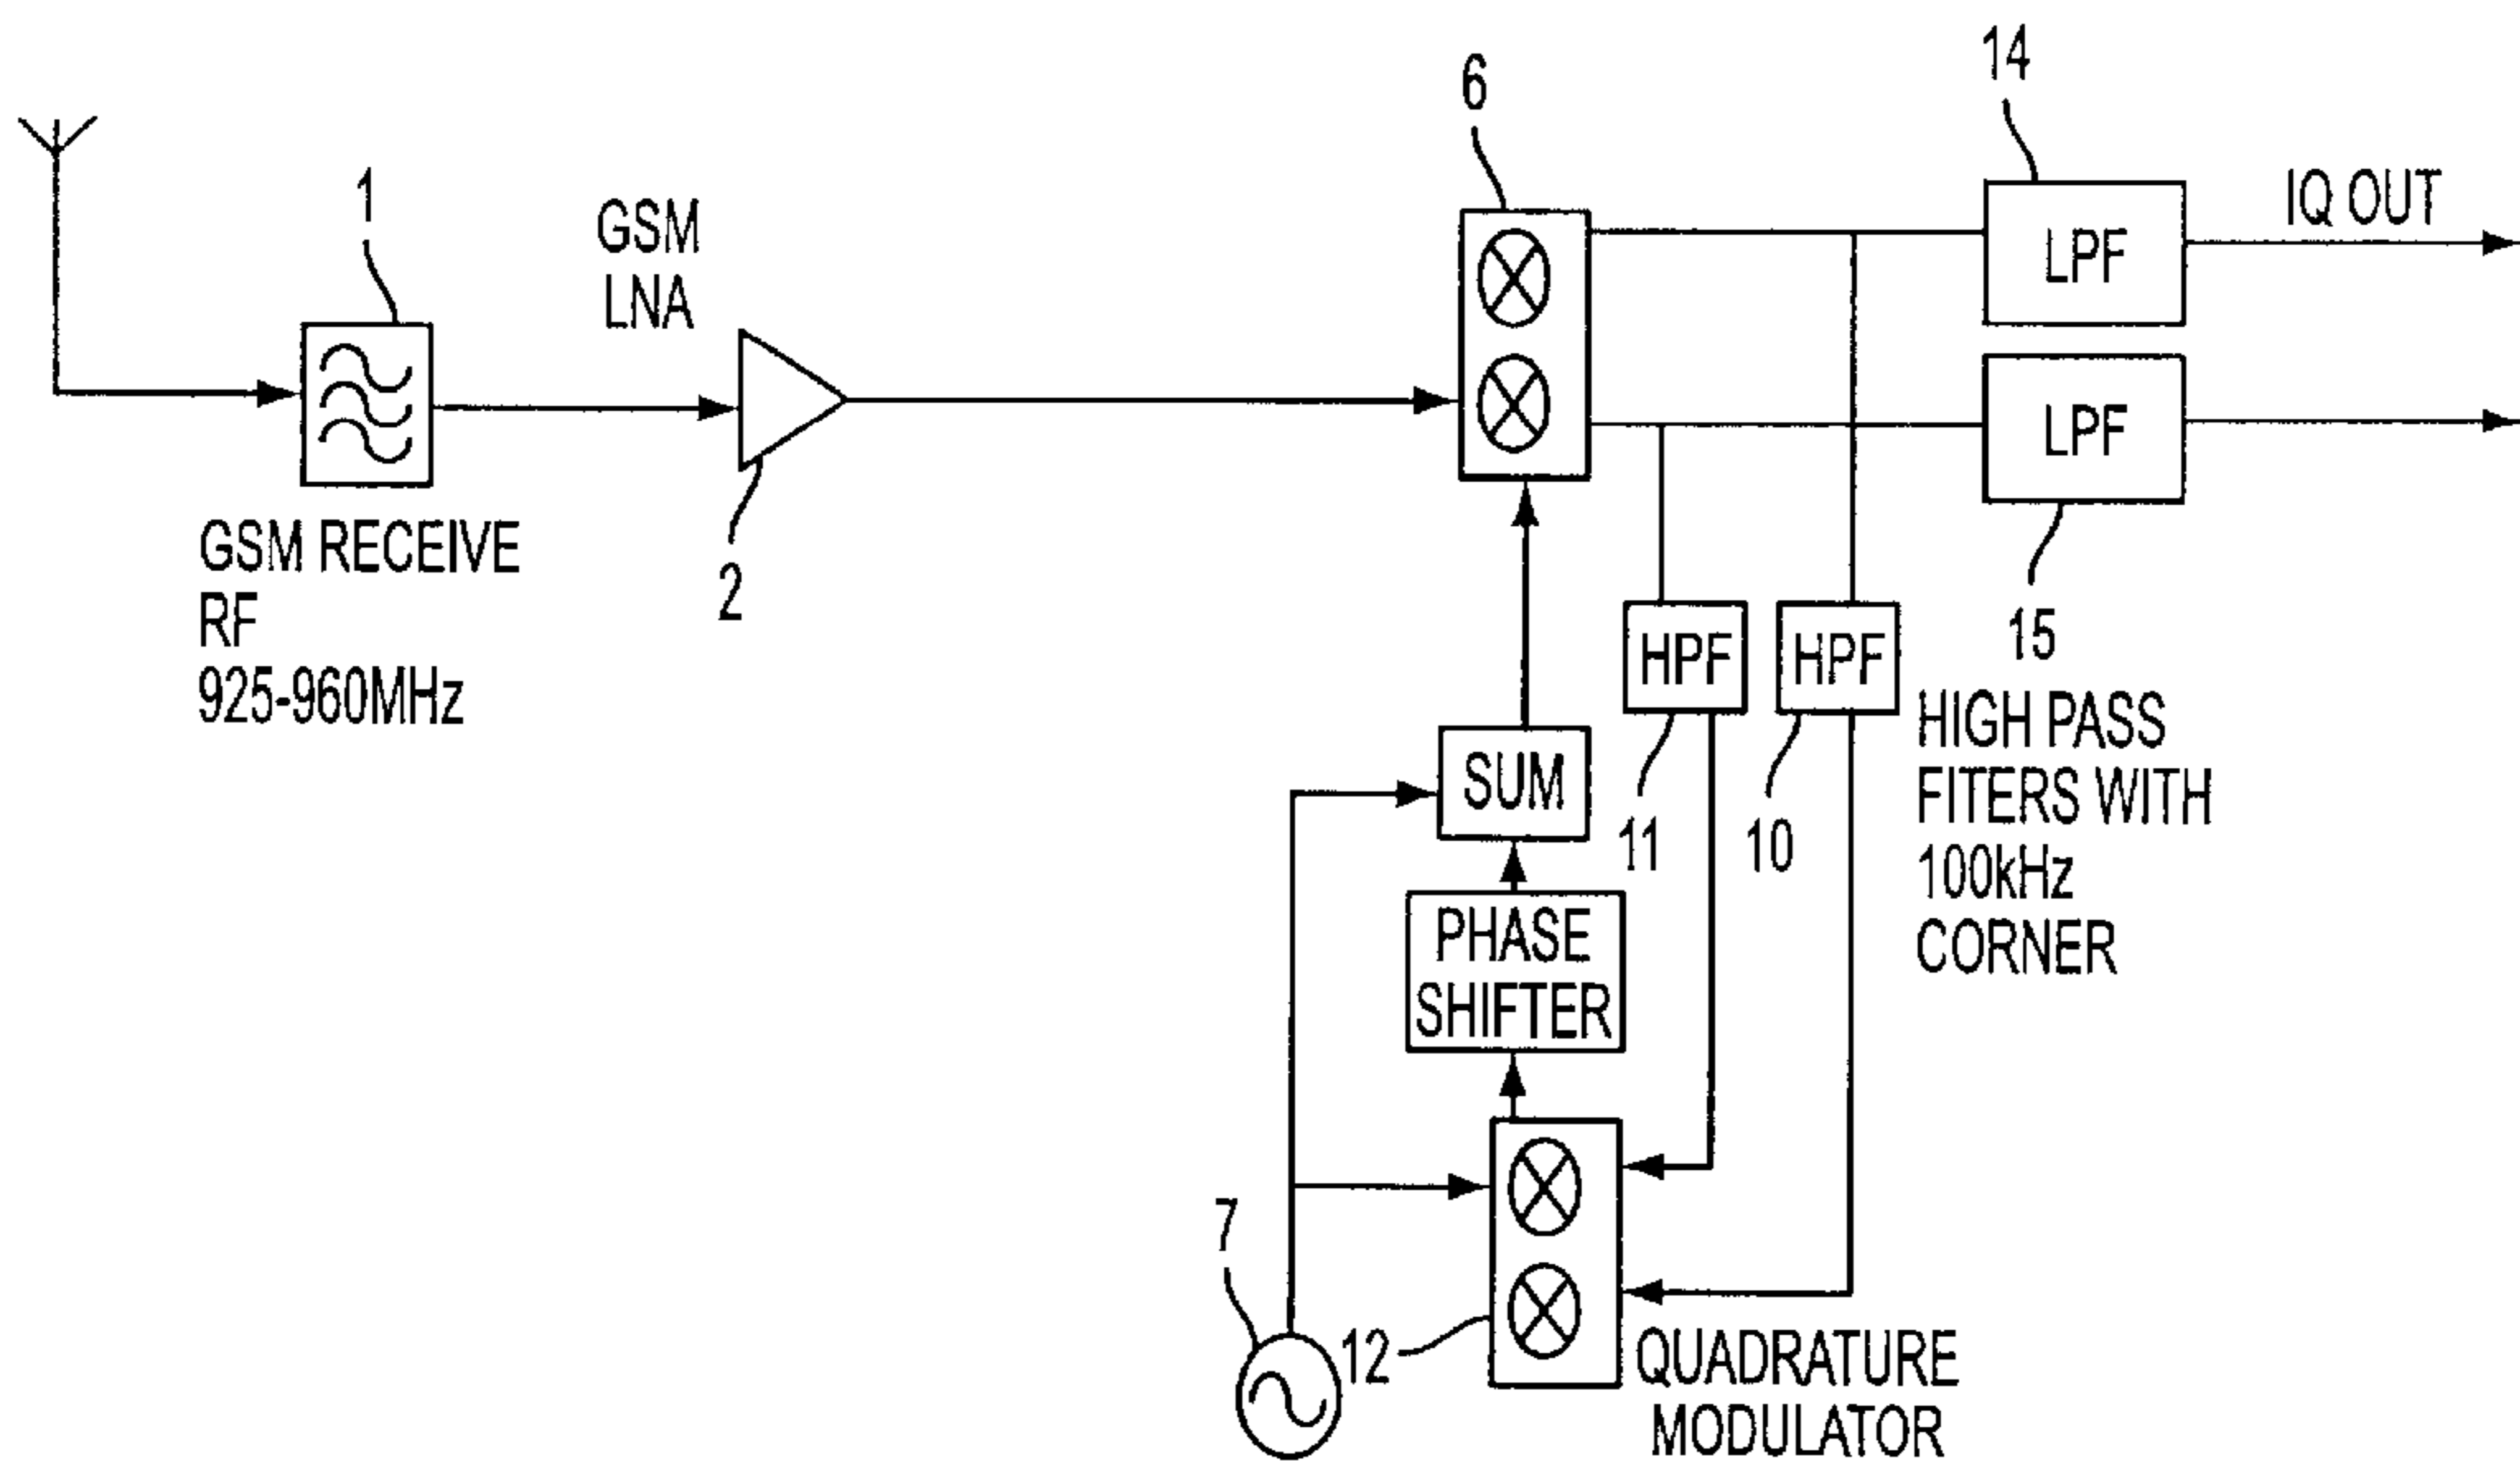 14
6
IQ OUT
1
GSM
LNA
LPF
LPF
GSM RECEIVE
RF
925-960MHz
2
HPF
HPF
15
HIGH PASS
FITERS WITH
100kHz
CORNER
SUM
11
10
PHASE
SHIFTER
7
12
QUADRATURE
MODULATOR